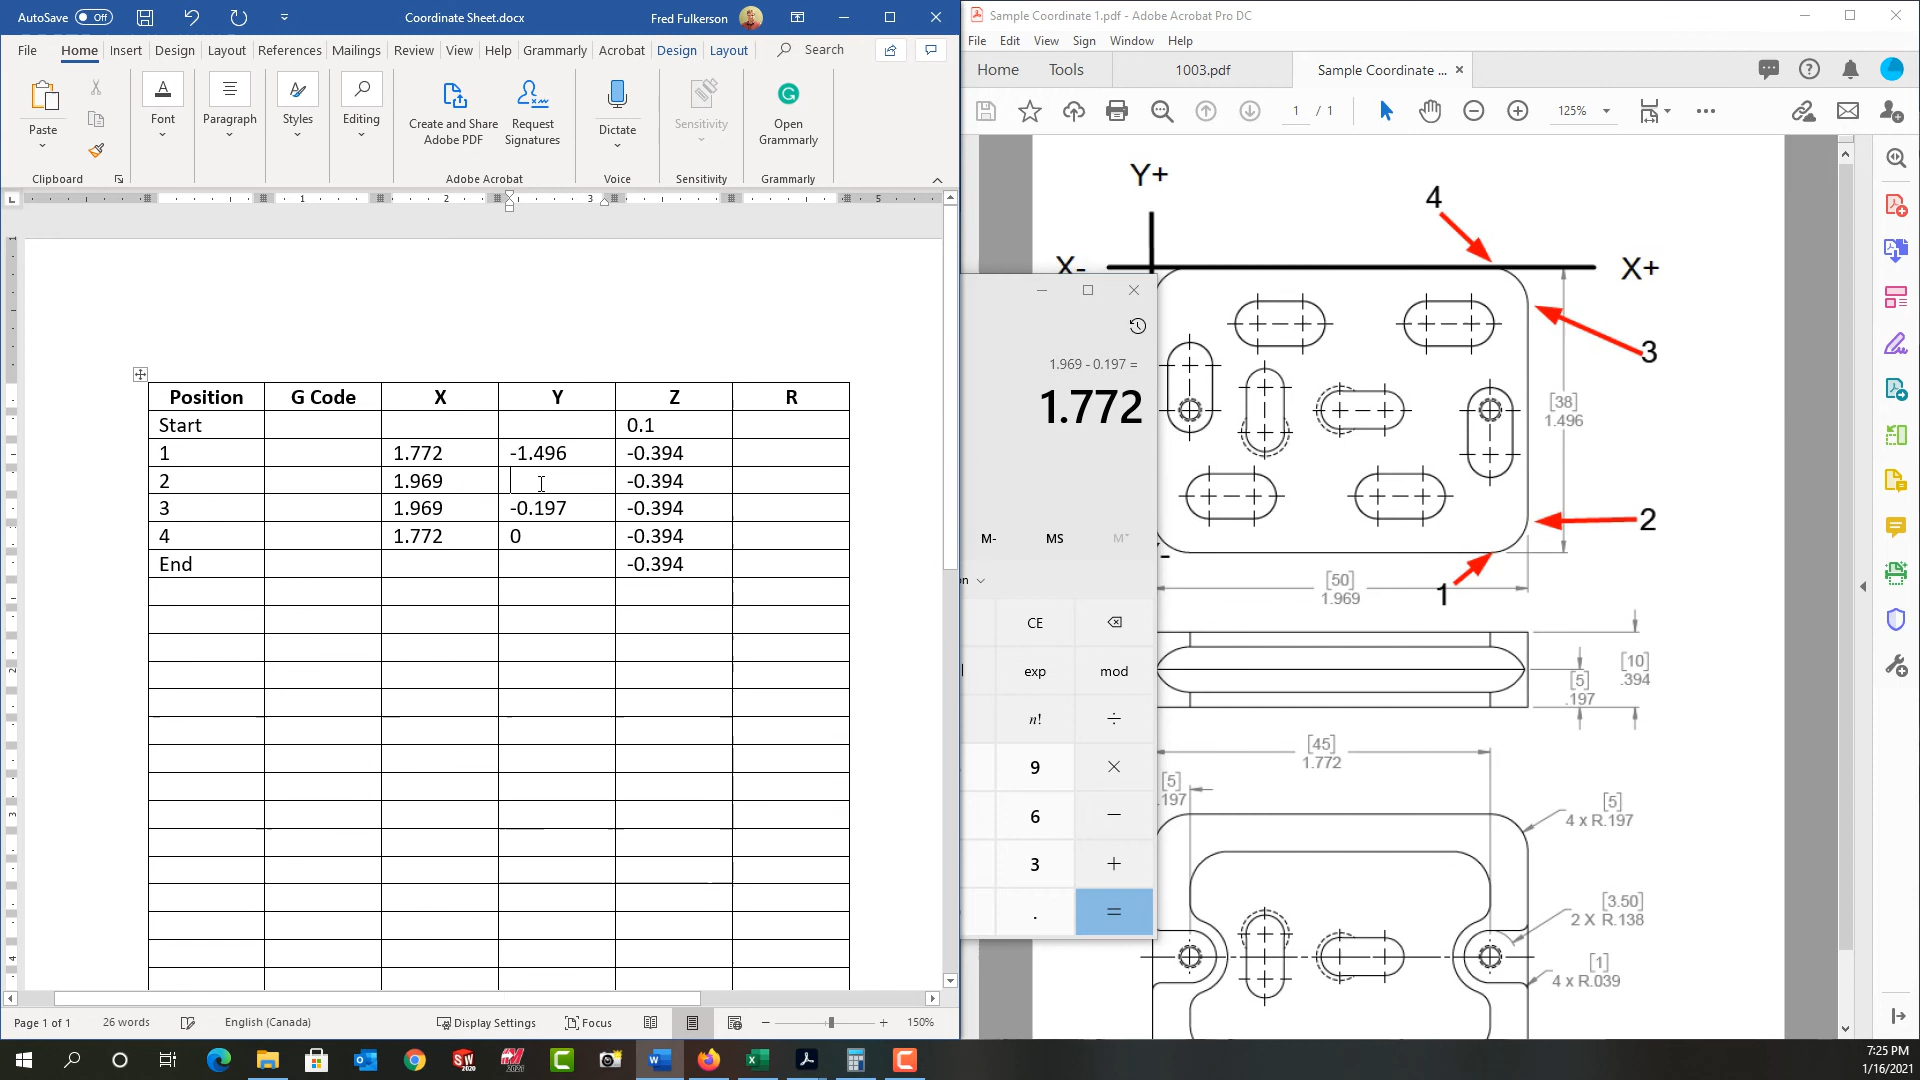 AutoSave Off
Coordinate Sheet.docx
Fred Fulkerson
File Home Insert Design Layout References Mailings Review View Help Grammarly Acrobat Design Layout Search
Paste
Font
Paragraph
Styles
Editing
Create and Share
Adobe PDF
Request
Signatures
Dictate
Sensitivity
Open
Grammarly
Clipboard
Adobe Acrobat
Voice
Sensitivity
Grammarly
1 2 3 5
Position G Code X Y Z R
Start 0.1
1 1.772 -1.496 -0.394
2 1.969 -0.394
3 1.969 -0.197 -0.394
4 1.772 0 -0.394
End -0.394
Page 1 of 1
26 words
English (Canada)
Display Settings
Focus
150%
Sample Coordinate 1.pdf - Adobe Acrobat Pro DC
File Edit View Sign Window Help
Home Tools 1003.pdf Sample Coordinate ...
1 / 1
125%
Y+
4
X-
X+
3
[38]
1.496
2
[50]
1.969
1
Y-
[10]
.394
[5]
.197
[45]
1.772
[5]
.197
[5]
4 x R.197
[3.50]
2 X R.138
[1]
4 x R.039
1.969 - 0.197 =
1.772
M- MS M˅
on
CE
exp mod
n! ÷
9 ×
6 −
3 +
. =
7:25 PM
1/16/2021